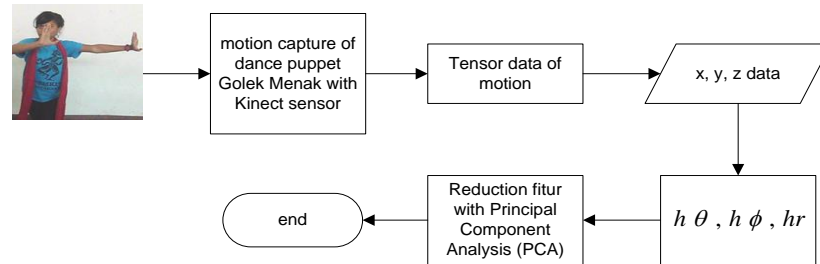 motion capture of
dance puppet
Golek Menak with
Kinect sensor
Tensor data of
motion
x, y, z data
h θ , h ϕ , hr
Reduction fitur
with Principal
Component
Analysis (PCA)
end